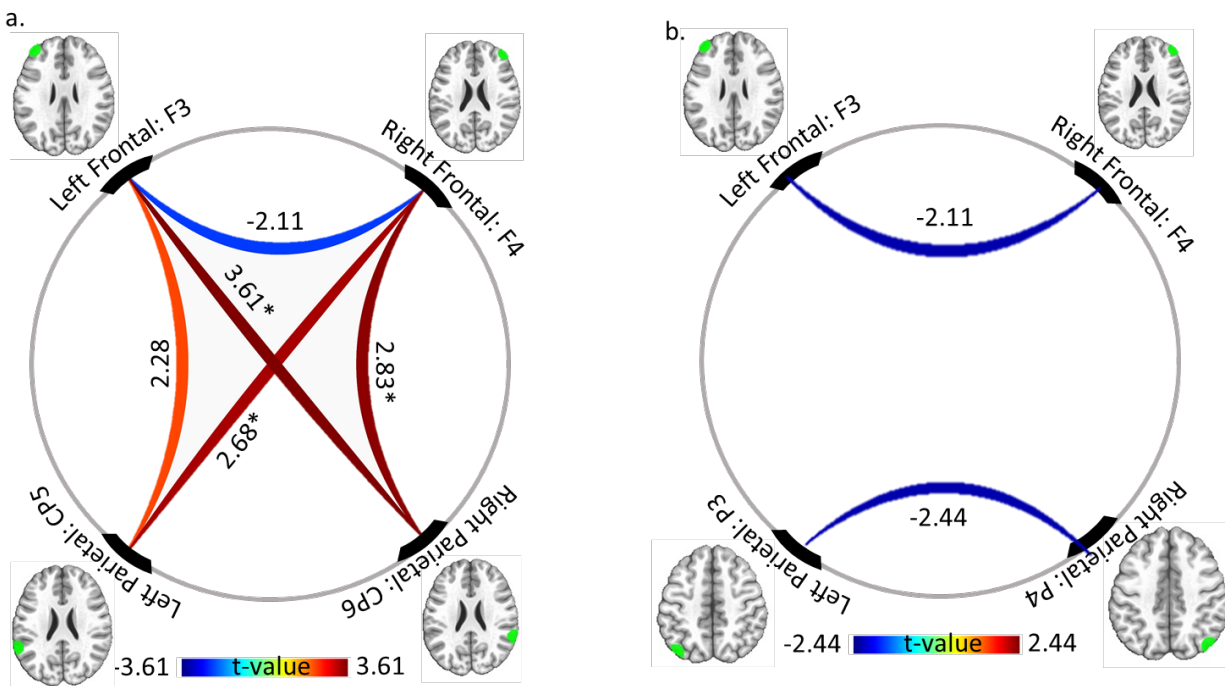 a.
Left Frontal: F3
Right Frontal: F4
-2.11
3.61*
2.28
2.83*
2.68*
Left Parietal: CP5
Right Parietal: CP6
-3.61
t-value
3.61
b.
Left Frontal: F3
Right Frontal: F4
-2.11
-2.44
Left Parietal: P3
Right Parietal: P4
-2.44
t-value
2.44